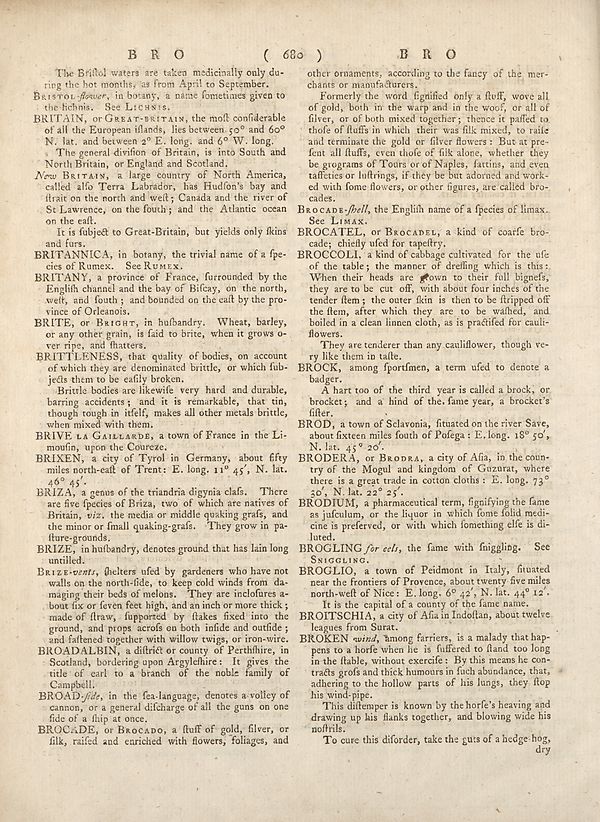 B R O ( 680 ) B R O
The Briſtol waters are taken medicinally only du-
ring the hot months, as from April to September.
BRISTOL-flower, in botany, a name ſometimes given to
the lichnis. See LICHNIS.
BRITAIN, or GREAT-BRITAIN, the moſt conſiderable
of all the European iſlands, lies between 50° and 60°
N. lat. and between 2° E. long. and 6° W. long.
The general diviſion of Britain, is into South and
North Britain, or England and Scotland.
New BRITAIN, a large country of North America,
called alſo Terra Labrador, has Hudſon's bay and
ſtrait on the north and weſt; Canada and the river of
St Lawrence, on the ſouth; and the Atlantic ocean
on the eaſt.
It is ſubject to Great-Britain, but yields only ſkins
and furs.
BRITANNICA, in botany, the trivial name of a ſpe-
cies of Rumex. See RUMEX.
BRITANY, a province of France, ſurrounded by the
Engliſh channel and the bay of Biſcay, on the north,
weſt, and ſouth; and bounded on the eaſt by the pro-
vince of Orleanois.
BRITE, or BRIGHT, in huſbandry. Wheat, barley,
or any other grain, is ſaid to brite, when it grows o-
ver ripe, and ſhatters.
BRITTLENESS, that quality of bodies, on account
of which they are denominated brittle, or which ſub-
jects them to be eaſily broken.
Brittle bodies are likewiſe very hard and durable,
barring accidents; and it is remarkable, that tin,
though tough in itſelf, makes all other metals brittle,
when mixed with them.
BRIVE LA GAILLARDE, a town of France in the Li-
mouſin, upon the Coureze.
BRIXEN, a city of Tyrol in Germany, about fifty
miles north-eaſt of Trent: E. long. 11° 45′, N. lat.
46° 45′.
BRIZA, a genus of the triandria digynia claſs. There
are five ſpecies of Briza, two of which are natives of
Britain, viz. the media or middle quaking graſs, and
the minor or ſmall quaking-graſs. They grow in pa-
ſture-grounds.
BRIZE, in huſbandry, denotes ground that has lain long
untilled.
BRIZE-vents, ſhelters uſed by gardeners who have not
walls on the north-ſide, to keep cold winds from da-
maging their beds of melons. They are incloſures a-
bout ſix or ſeven feet high, and an inch or more thick;
made of ſtraw, ſupported by ſtakes fixed into the
ground, and props acroſs on both inſide and outſide;
and faſtened together with willow twigs, or iron-wire.
BROADALBIN, a diſtrict or county of Perthſhire, in
Scotland, bordering upon Argyleſhire: It gives the
title of earl to a branch of the noble family of
Campbell.
BROAD-ſide, in the ſea-language, denotes a volley of
cannon, or a general diſcharge of all the guns on one
ſide of a ſhip at once.
BROCADE, or BROCADO, a ſtuff of gold, ſilver, or
ſilk, raiſed and enriched with flowers, foliages, and
other ornaments, according to the fancy of the mer-
chants or manufacturers.
Formerly the word ſignified only a ſtuff, wove all
of gold, both in the warp and in the woof, or all of
ſilver, or of both mixed together; thence it paſſed to
thoſe of ſtuffs in which their was ſilk mixed, to raiſe
and terminate the gold or ſilver flowers: But at pre-
ſent all ſtuffs, even thoſe of ſilk alone, whether they
be grograms of Tours or of Naples, ſattins, and even
taffeties or luſtrings, if they be but adorned and work-
ed with ſome flowers, or other figures, are called bro-
cades.
BROCADE-ſhell, the Engliſh name of a ſpecies of limax.
See LIMAX.
BROCATEL, or BROCADEL, a kind of coarſe bro-
cade; chiefly uſed for tapeſtry.
BROCCOLI, a kind of cabbage cultivated for the uſe
of the table; the manner of dreſſing which is this:
When their heads are grown to their full bigneſs,
they are to be cut off, with about four inches of the
tender ſtem; the outer ſkin is then to be ſtripped off
the ſtem, after which they are to be waſhed, and
boiled in a clean linnen cloth, as is practiſed for cauli-
flowers.
They are tenderer than any cauliflower, though ve-
ry like them in taſte.
BROCK, among ſportſmen, a term uſed to denote a
badger.
A hart too of the third year is called a brock, or
brocket; and a hind of the ſame year, a brocket's
ſiſter.
BROD, a town of Sclavonia, ſituated on the river Save,
about ſixteen miles ſouth of Poſega: E. long. 18° 50′,
N. lat. 45° 20′.
BRODERA, or BRODRA, a city of Aſia, in the coun-
try of the Mogul and kingdom of Guzurat, where
there is a great trade in cotton cloths: E. long. 73°
30′, N. lat. 22° 25′.
BRODIUM, a pharmaceutical term, ſignifying the ſame
as juſculum, or the liquor in which ſome ſolid medi-
cine is preferved, or with which ſomething elſe is di-
luted.
BROGLING for eels, the ſame with ſniggling. See
SNIGGLING.
BROGLIO, a town of Peidmont in Italy, ſituated
near the frontiers of Provence, about twenty five miles
north-weſt of Nice: E. long. 6° 42′, N. lat. 44° 12′.
It is the capital of a county of the ſame name.
BROITSCHIA, a city of Aſia in Indoſtan, about twelve
leagues from Surat.
BROKEN wind, among farriers, is a malady that hap-
pens to a horſe when he is ſuffered to ſtand too long
in the ſtable, without exerciſe: By this means he con-
tracts groſs and thick humours in ſuch abundance, that,
adhering to the hollow parts of his lungs, they ſtop
his wind-pipe.
This diſtemper is known by the horſe's heaving and
drawing up his flanks together, and blowing wide his
noſtrils.
To cure this diſorder, take the guts of a hedge-hog,
dry